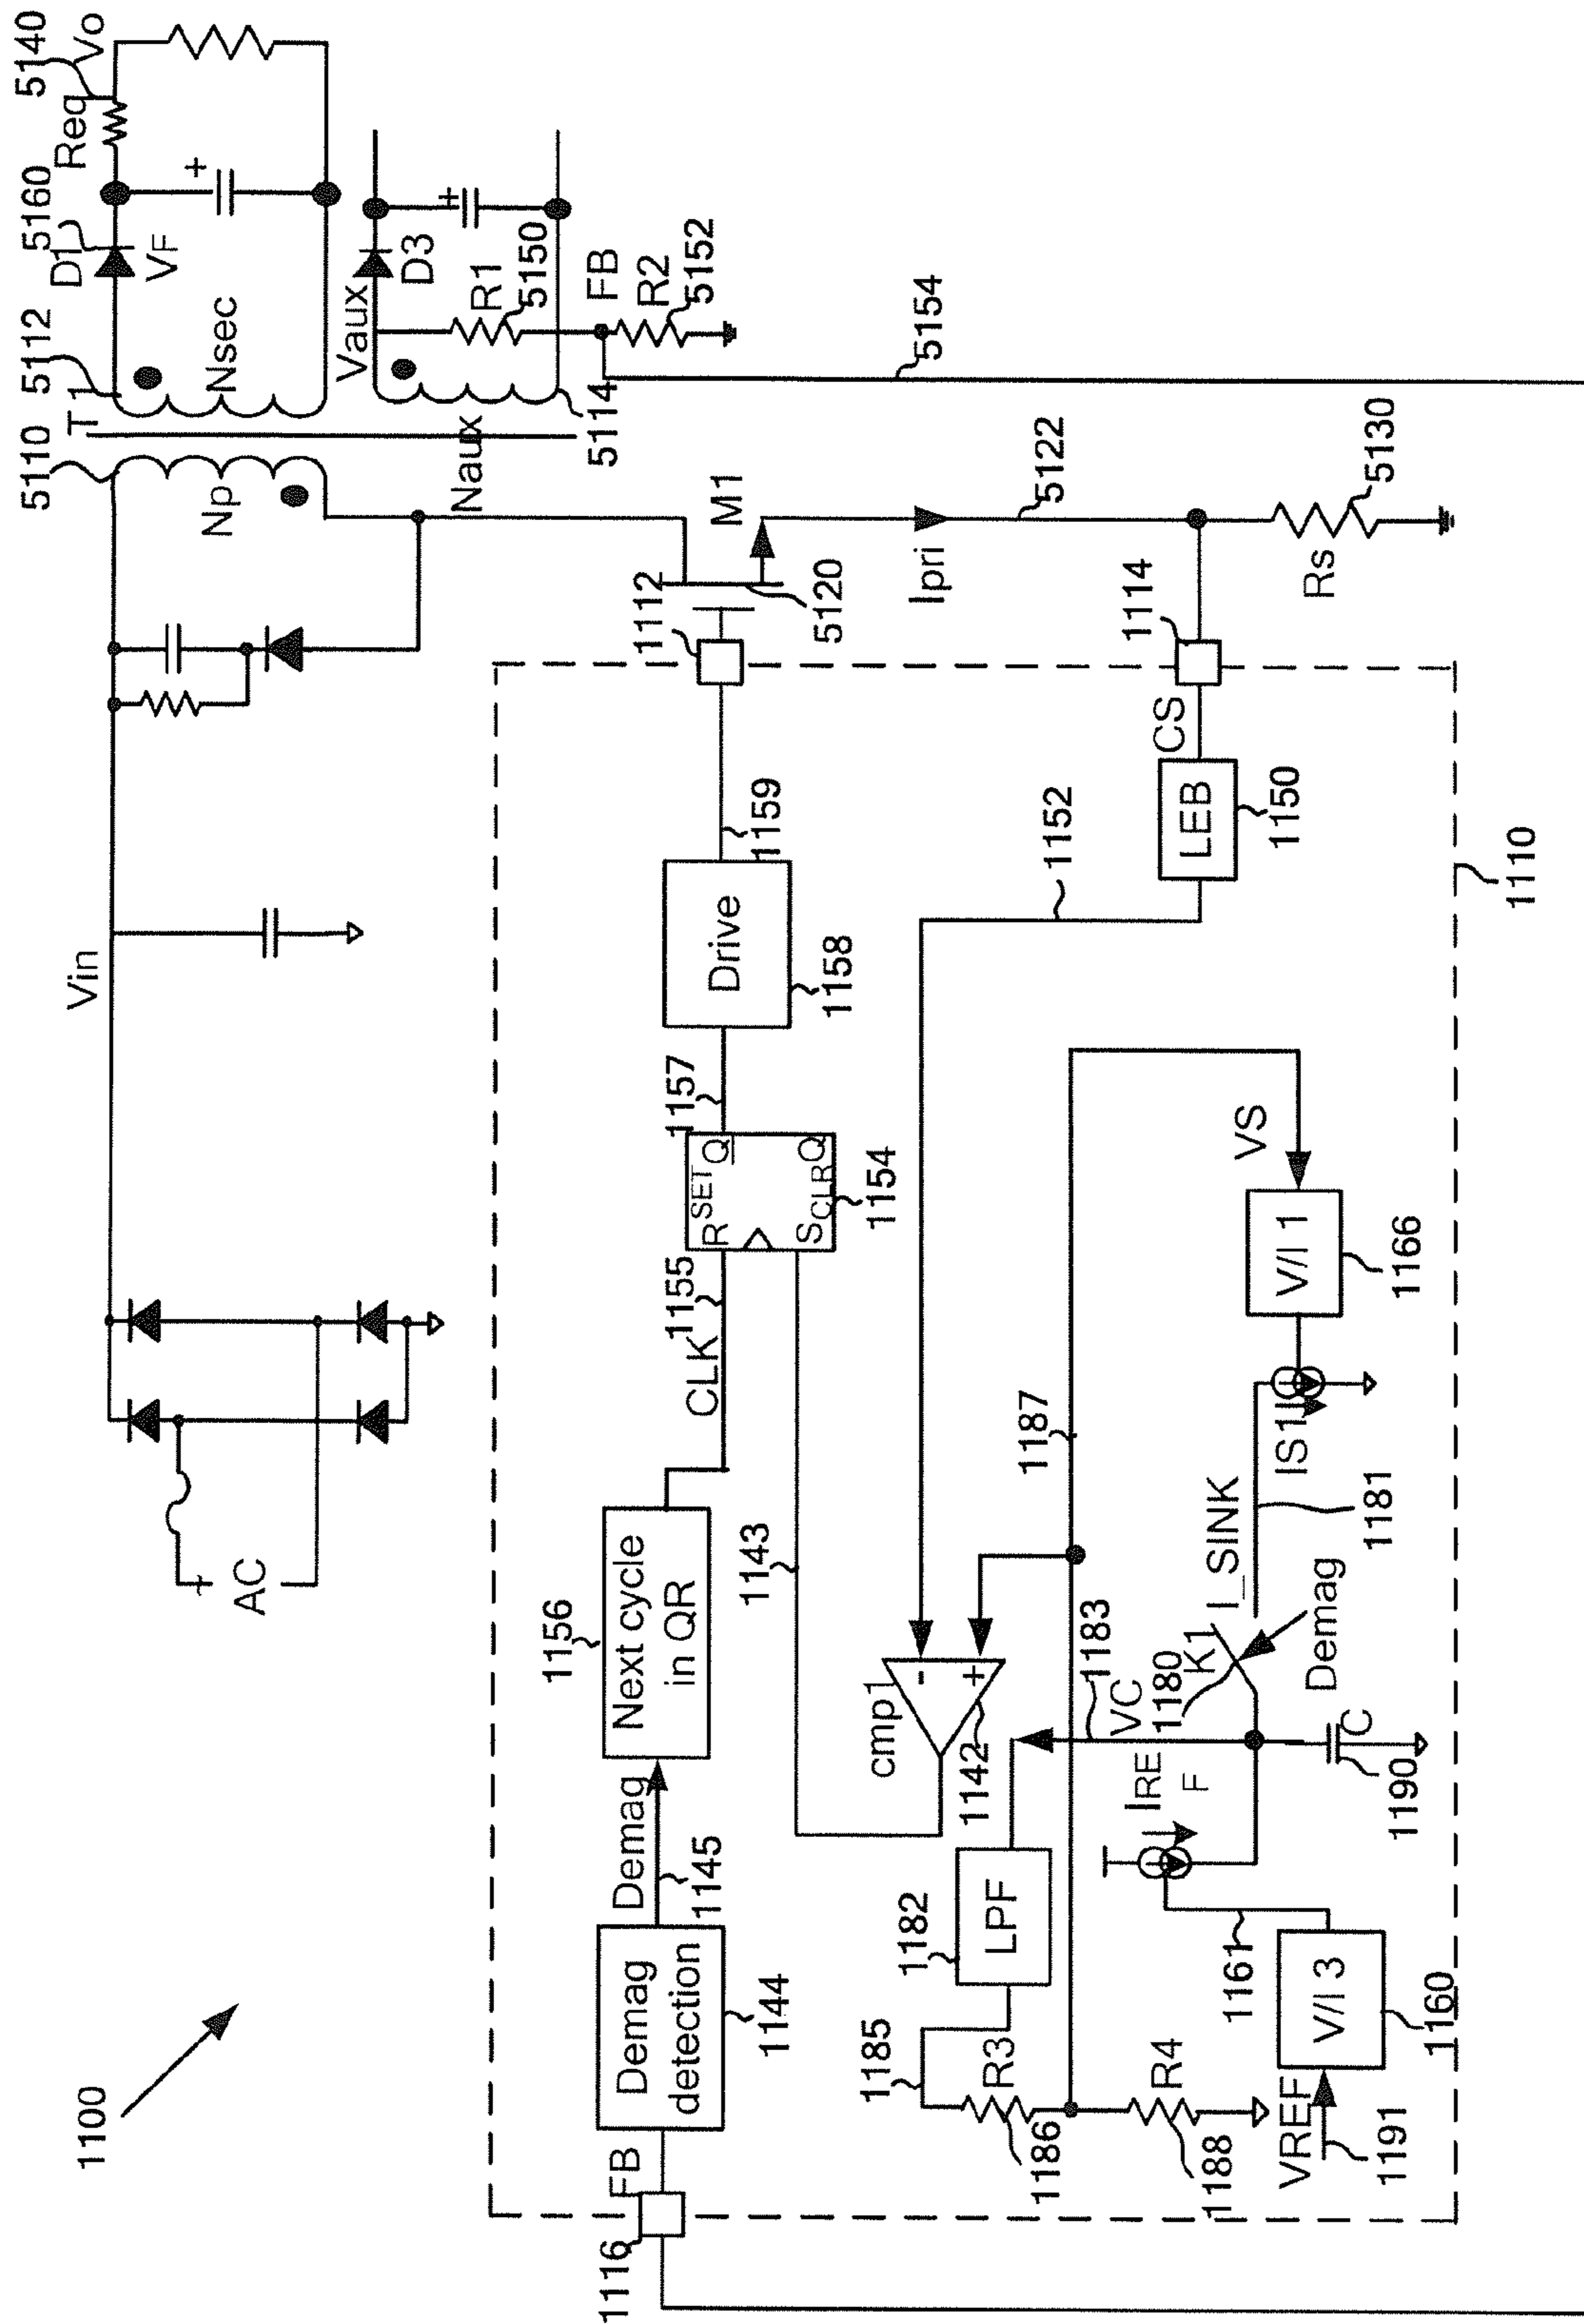 1100
AC
+
Vin
5110
T1
5112
Np
Nsec
D1
5160
VF
+
Req
5140
Vo
Vaux
Naux
5114
D3
+
R1
5150
FB
R2
5152
5154
M1
5120
1112
Ipri
5122
1114
Rs
5130
1116
FB
Demag
detection
1144
Demag
1145
1156
Next cycle
in QR
CLK
1155
R SET Q
S CLR Q
1154
1157
Drive
1158
1159
1143
cmp1
-
+
1142
1152
LEB
1150
CS
1185
R3
1186
R4
1188
1182
LPF
VC
1183
1187
VREF
1191
V/I 3
1160
1161
IRE
F
C
1190
1180
K1
Demag
I_SINK
1181
IS1
V/I 1
1166
VS
1110